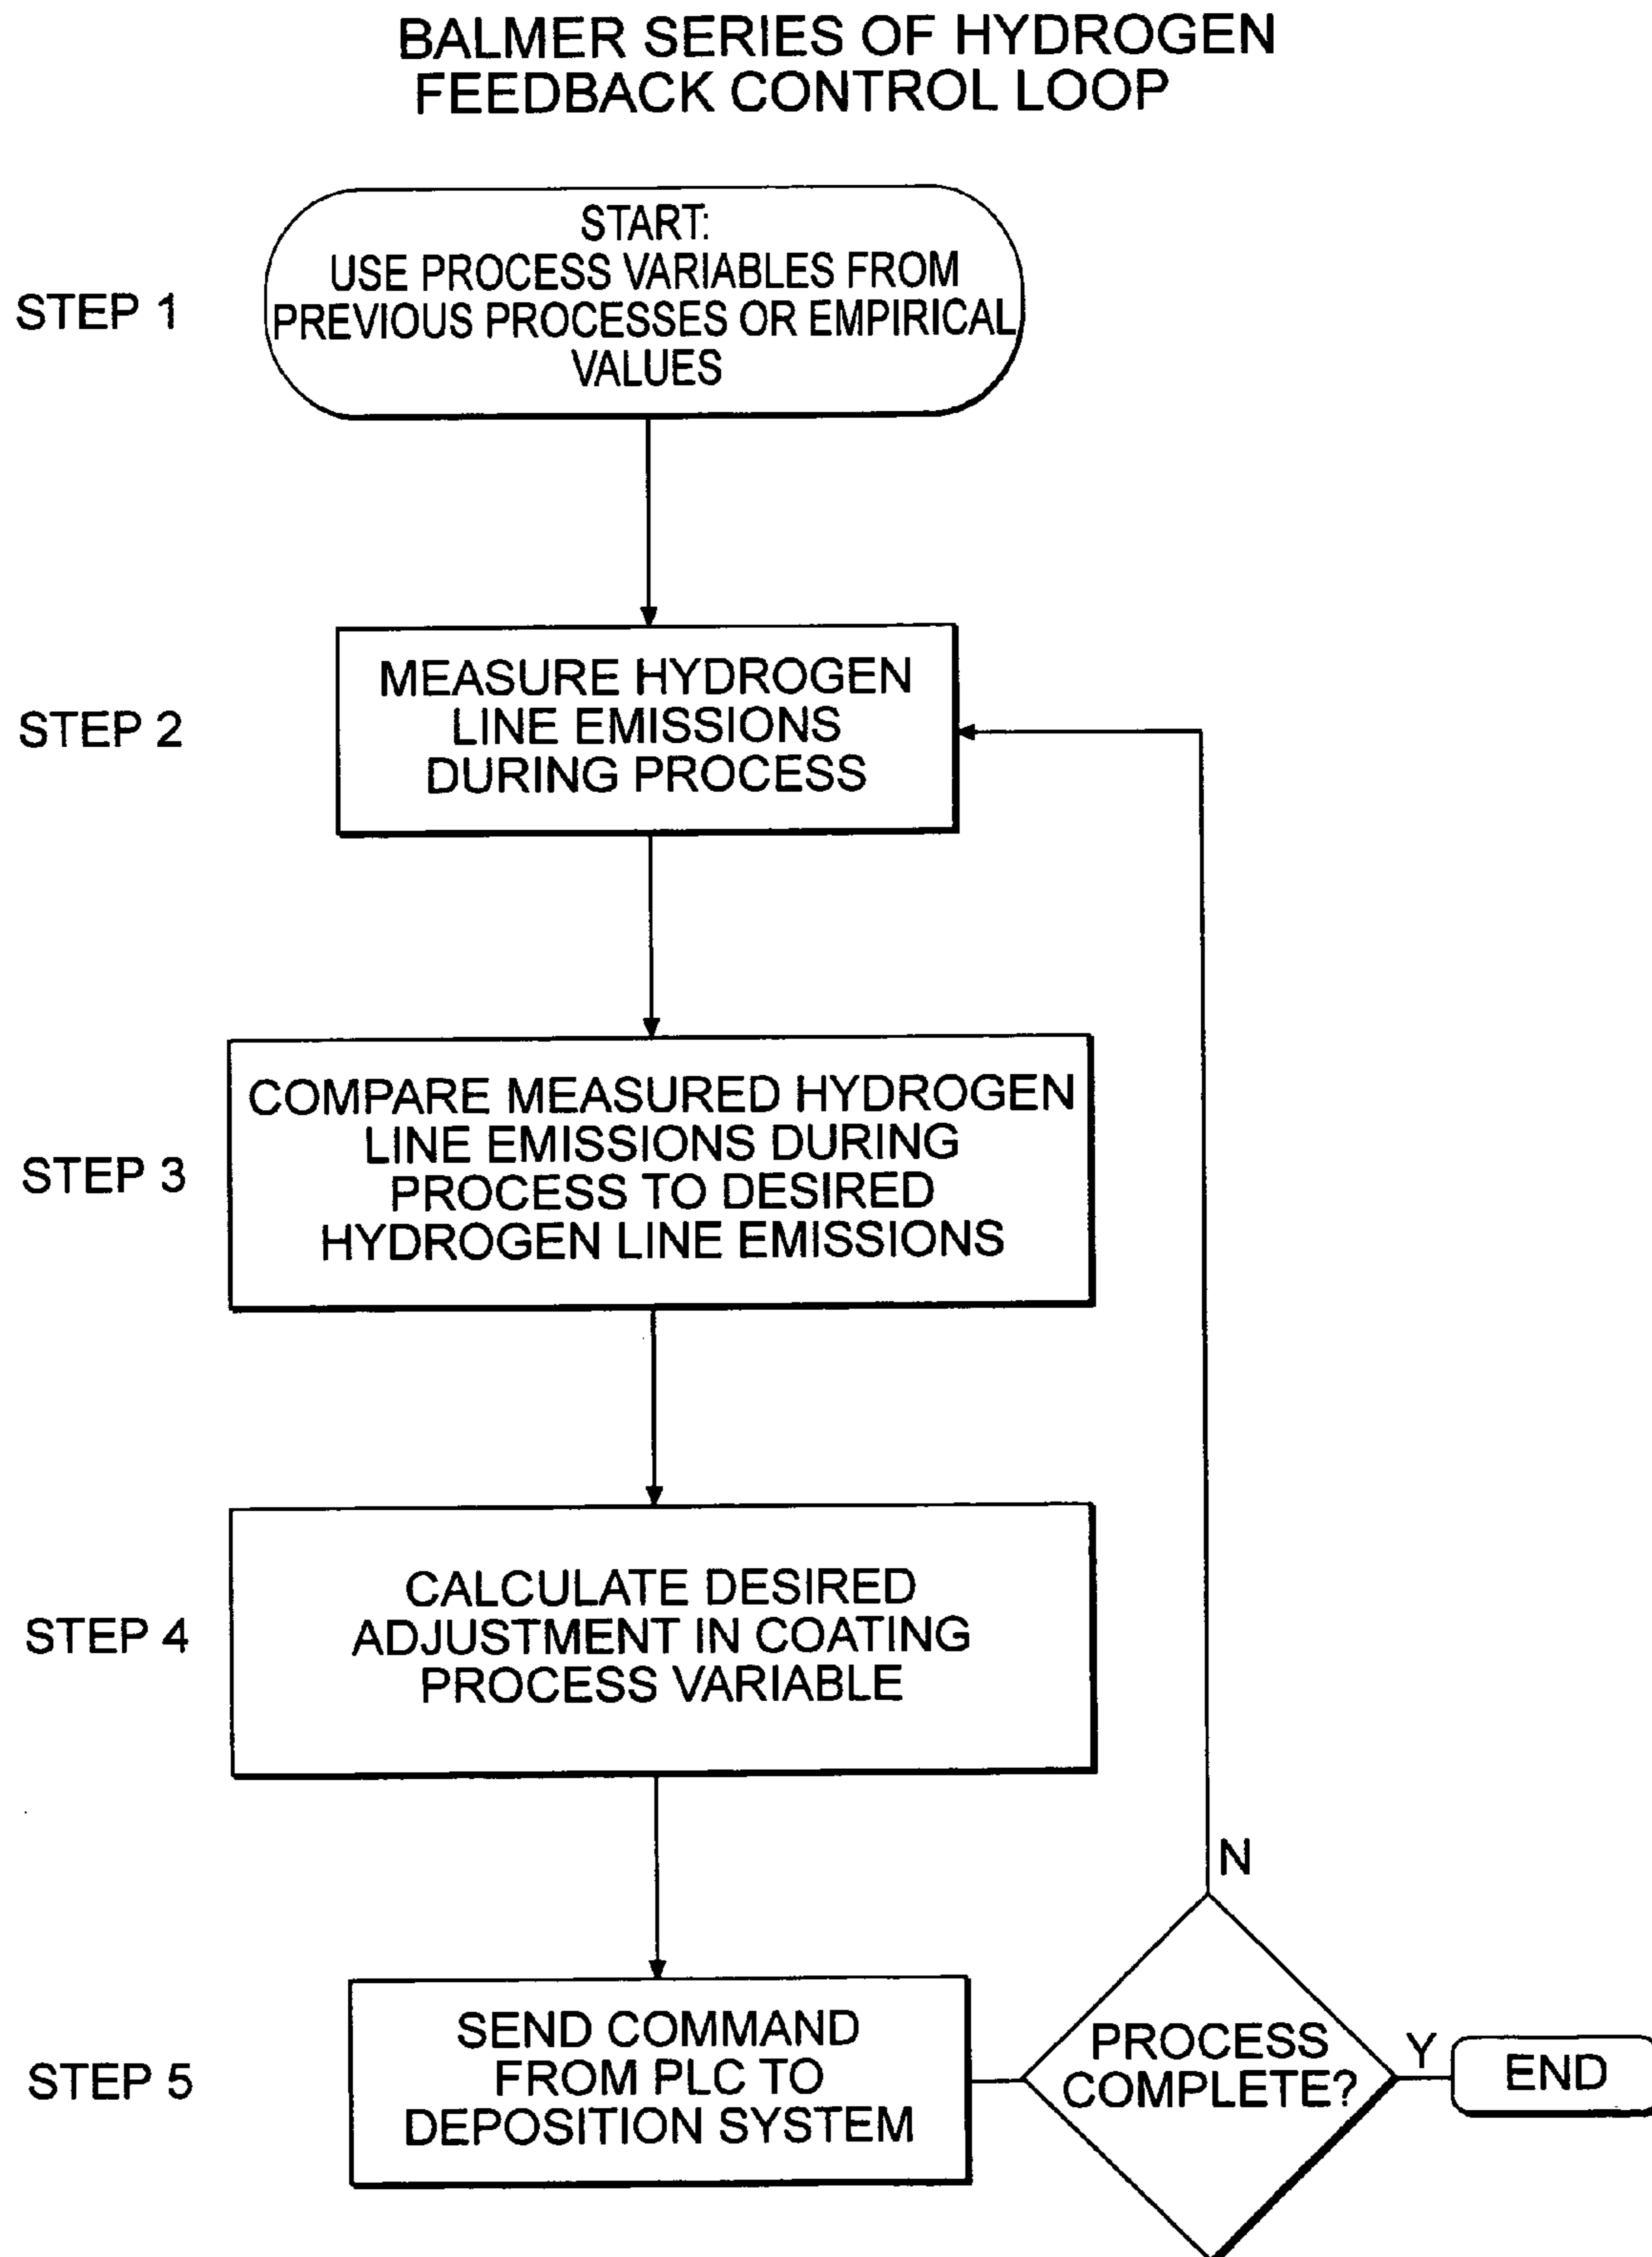 BALMER SERIES OF HYDROGEN
FEEDBACK CONTROL LOOP
STEP 1
START:
USE PROCESS VARIABLES FROM
PREVIOUS PROCESSES OR EMPIRICAL
VALUES
STEP 2
MEASURE HYDROGEN
LINE EMISSIONS
DURING PROCESS
STEP 3
COMPARE MEASURED HYDROGEN
LINE EMISSIONS DURING
PROCESS TO DESIRED
HYDROGEN LINE EMISSIONS
STEP 4
CALCULATE DESIRED
ADJUSTMENT IN COATING
PROCESS VARIABLE
STEP 5
SEND COMMAND
FROM PLC TO
DEPOSITION SYSTEM
N
PROCESS
COMPLETE?
Y
END